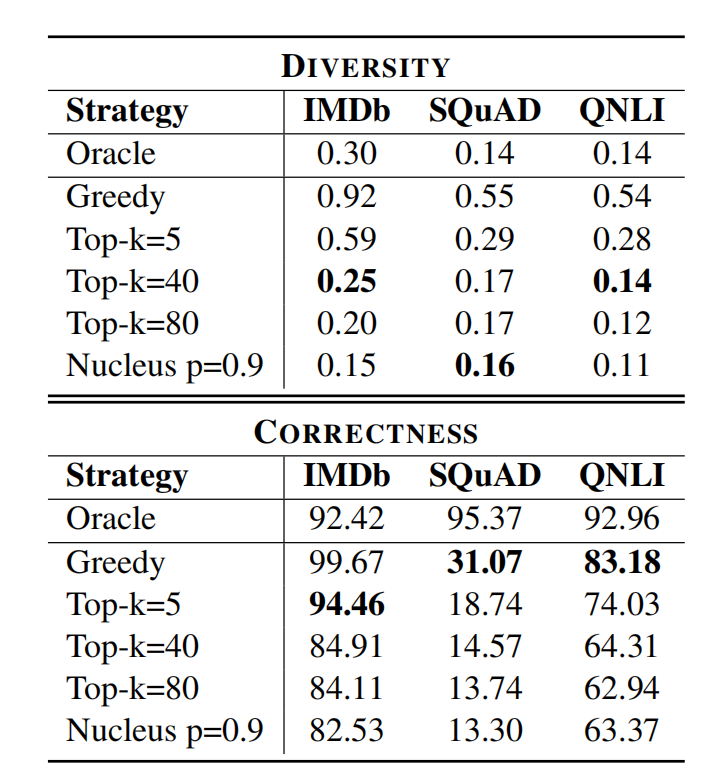 DIVERSITY
Strategy IMDb SQuAD QNLI
Oracle 0.30 0.14 0.14
Greedy 0.92 0.55 0.54
Top-k=5 0.59 0.29 0.28
Top-k=40 0.25 0.17 0.14
Top-k=80 0.20 0.17 0.12
Nucleus p=0.9 0.15 0.16 0.11
CORRECTNESS
Strategy IMDb SQuAD QNLI
Oracle 92.42 95.37 92.96
Greedy 99.67 31.07 83.18
Top-k=5 94.46 18.74 74.03
Top-k=40 84.91 14.57 64.31
Top-k=80 84.11 13.74 62.94
Nucleus p=0.9 82.53 13.30 63.37